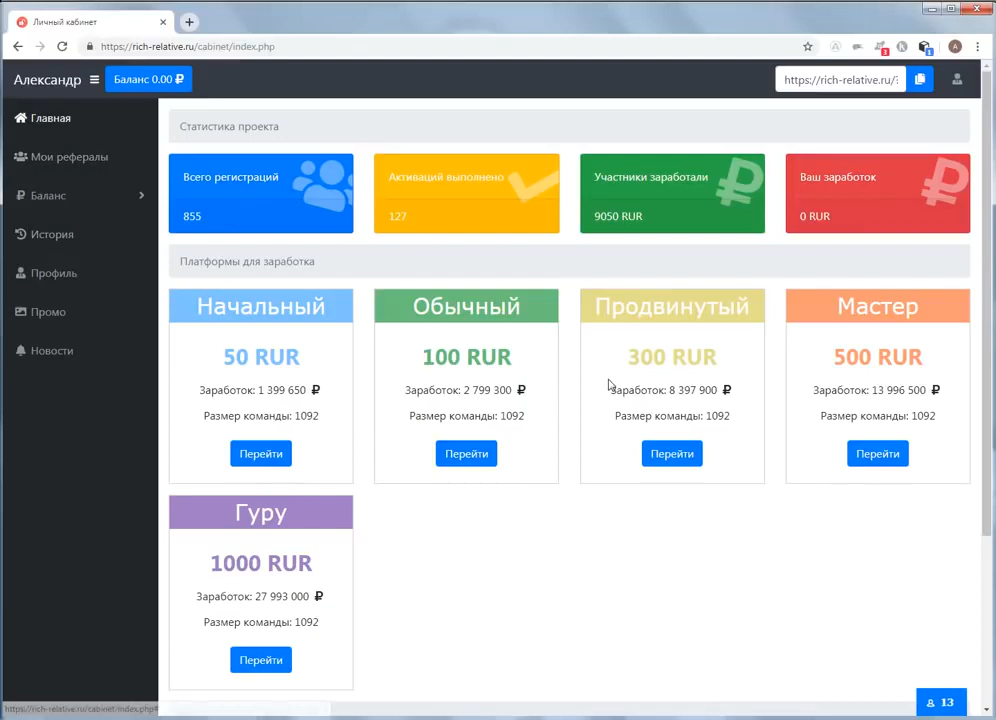 Личный кабинет
https://rich-relative.ru/cabinet/index.php
3
1
A
Александр
Баланс 0.00 ₽
https://rich-relative.ru/?
Главная
Мои рефералы
Баланс
История
Профиль
Промо
Новости
Статистика проекта
Всего регистраций
855
Активаций выполнено
127
Участники заработали
9050 RUR
Ваш заработок
0 RUR
Платформы для заработка
Начальный
50 RUR
Заработок: 1 399 650 ₽
Размер команды: 1092
Перейти
Обычный
100 RUR
Заработок: 2 799 300 ₽
Размер команды: 1092
Перейти
Продвинутый
300 RUR
Заработок: 8 397 900 ₽
Размер команды: 1092
Перейти
Мастер
500 RUR
Заработок: 13 996 500 ₽
Размер команды: 1092
Перейти
Гуру
1000 RUR
Заработок: 27 993 000 ₽
Размер команды: 1092
Перейти
https://rich-relative.ru/cabinet/index.php#
13